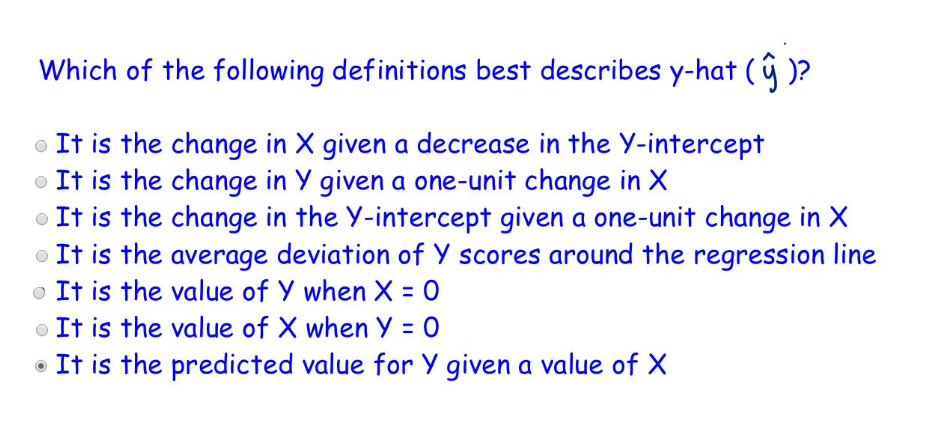 Which of the following definitions best describes y-hat ( ŷ )?
It is the change in X given a decrease in the Y-intercept
It is the change in Y given a one-unit change in X
It is the change in the Y-intercept given a one-unit change in X
It is the average deviation of Y scores around the regression line
It is the value of Y when X = 0
It is the value of X when Y = 0
It is the predicted value for Y given a value of X